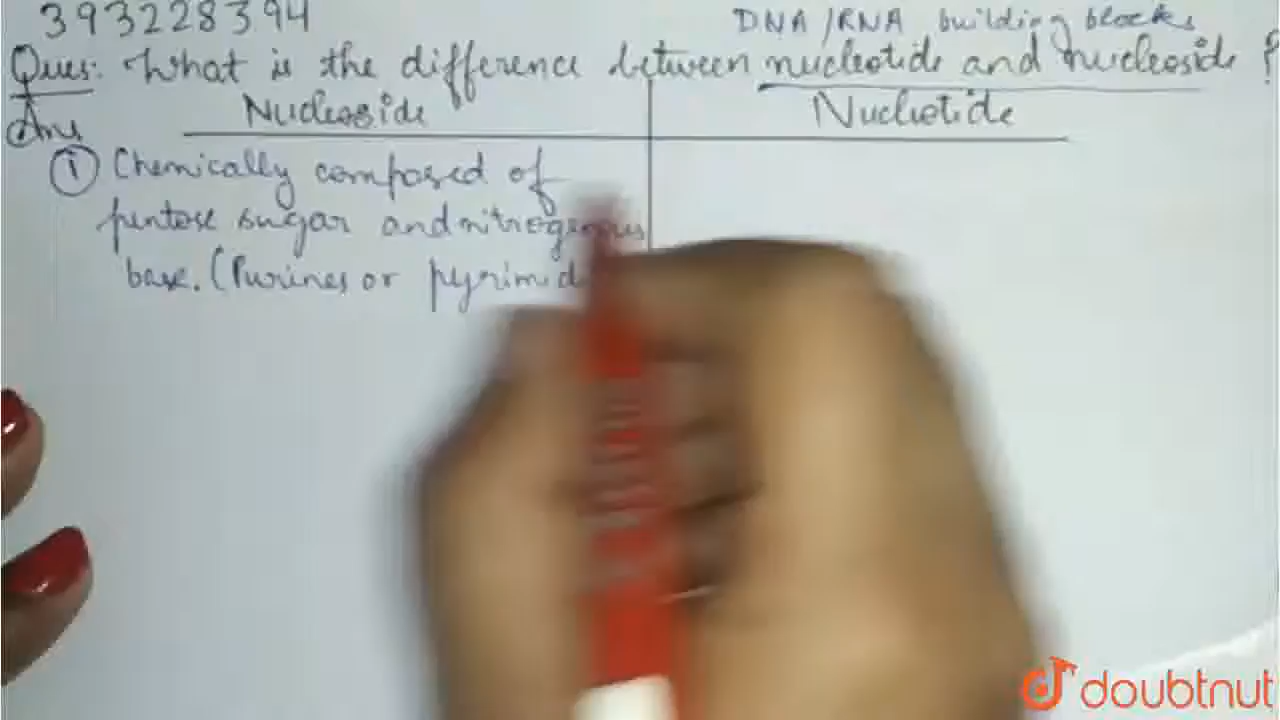 393228394
DNA/RNA building blocks
Ques: What is the difference between nucleotide and nucleoside ?
Ans
Nucleoside
Nucleotide
① Chemically composed of
pentose sugar and nitrogenous
base. (Purines or pyrimid
doubtnut